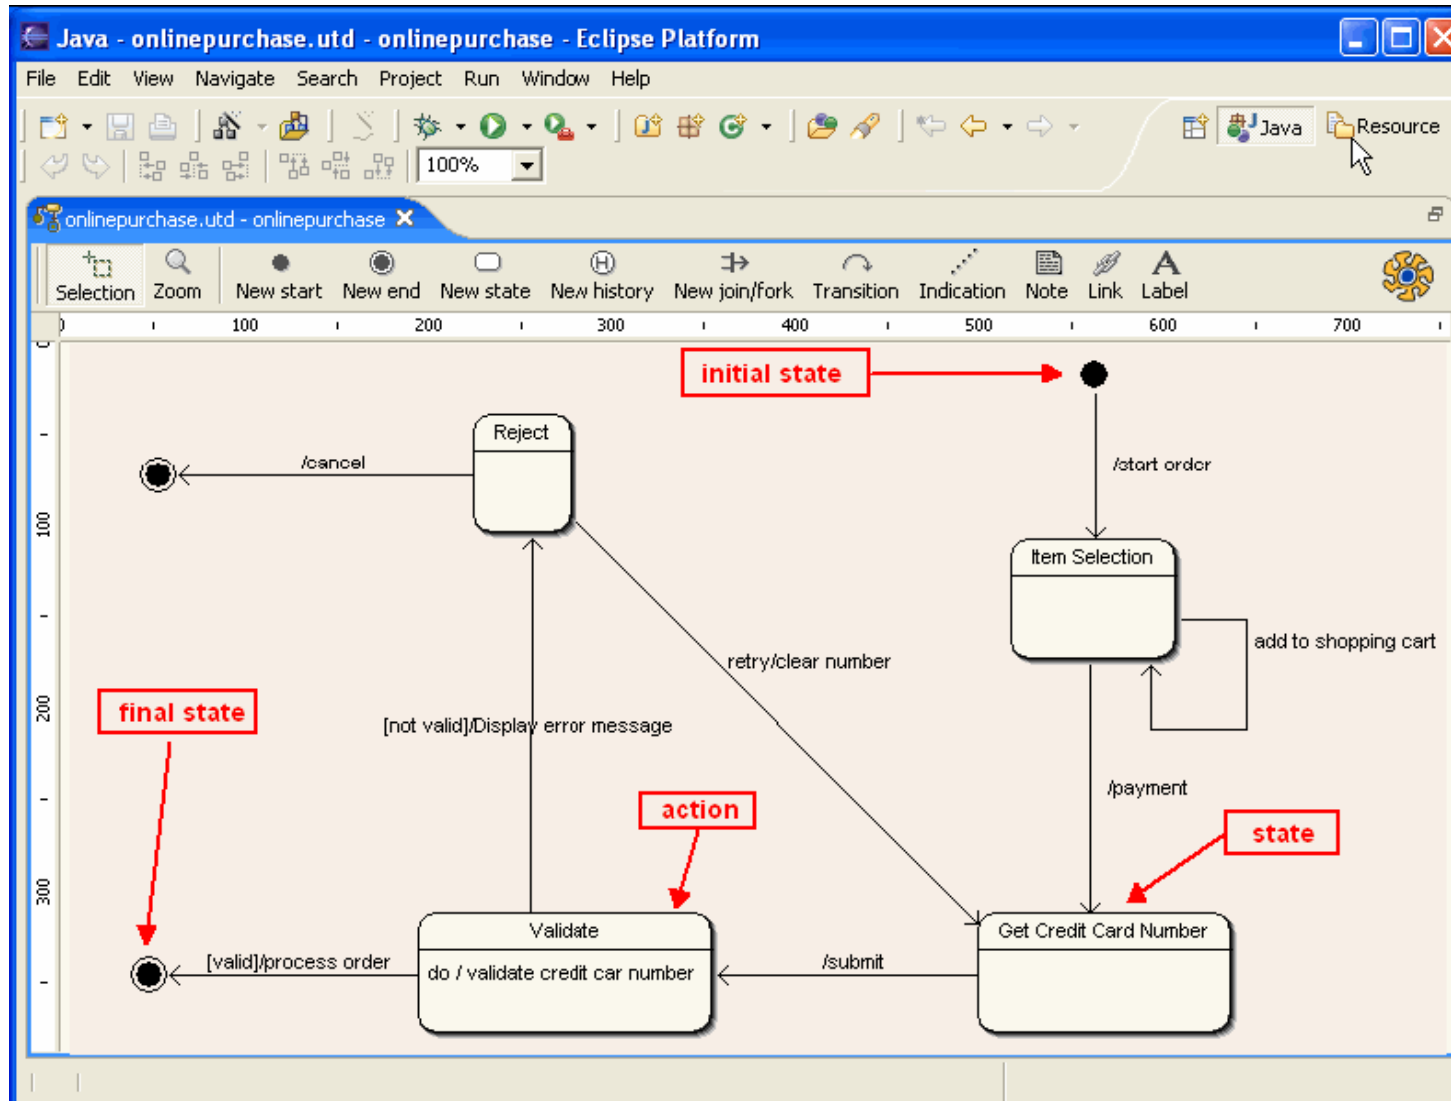 Java - onlinepurchase.utd - onlinepurchase - Eclipse Platform
File Edit View Navigate Search Project Run Window Help
Java Resource
100%
onlinepurchase.utd - onlinepurchase
Selection Zoom New start New end New state New history New join/fork Transition Indication Note Link Label
0 100 200 300 400 500 600 700
0
100
200
300
initial state
Reject
/cancel
/start order
Item Selection
add to shopping cart
retry/clear number
final state
[not valid]/Display error message
/payment
action
state
Validate
Get Credit Card Number
[valid]/process order
do / validate credit car number
/submit